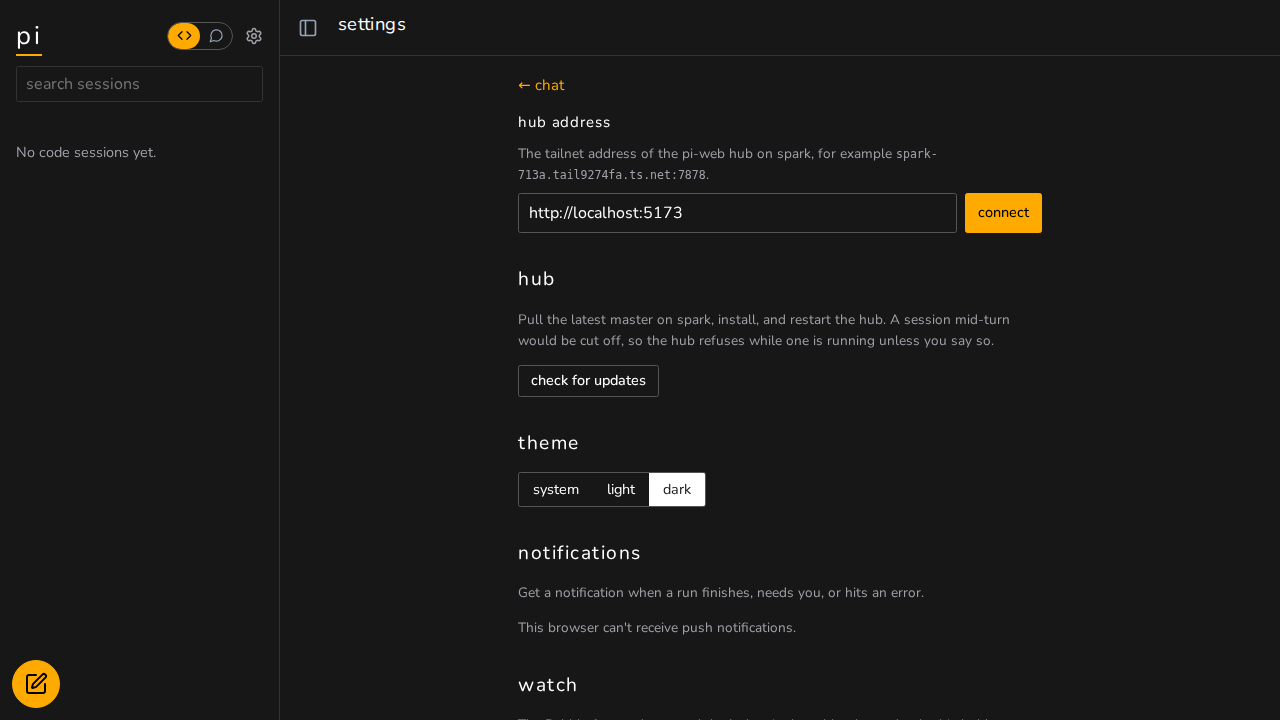 pi
settings
search sessions
No code sessions yet.
← chat
hub address
The tailnet address of the pi-web hub on spark, for example spark-
713a.tail9274fa.ts.net:7878.
http://localhost:5173
connect
hub
Pull the latest master on spark, install, and restart the hub. A session mid-turn
would be cut off, so the hub refuses while one is running unless you say so.
check for updates
theme
system light dark
notifications
Get a notification when a run finishes, needs you, or hits an error.
This browser can't receive push notifications.
watch